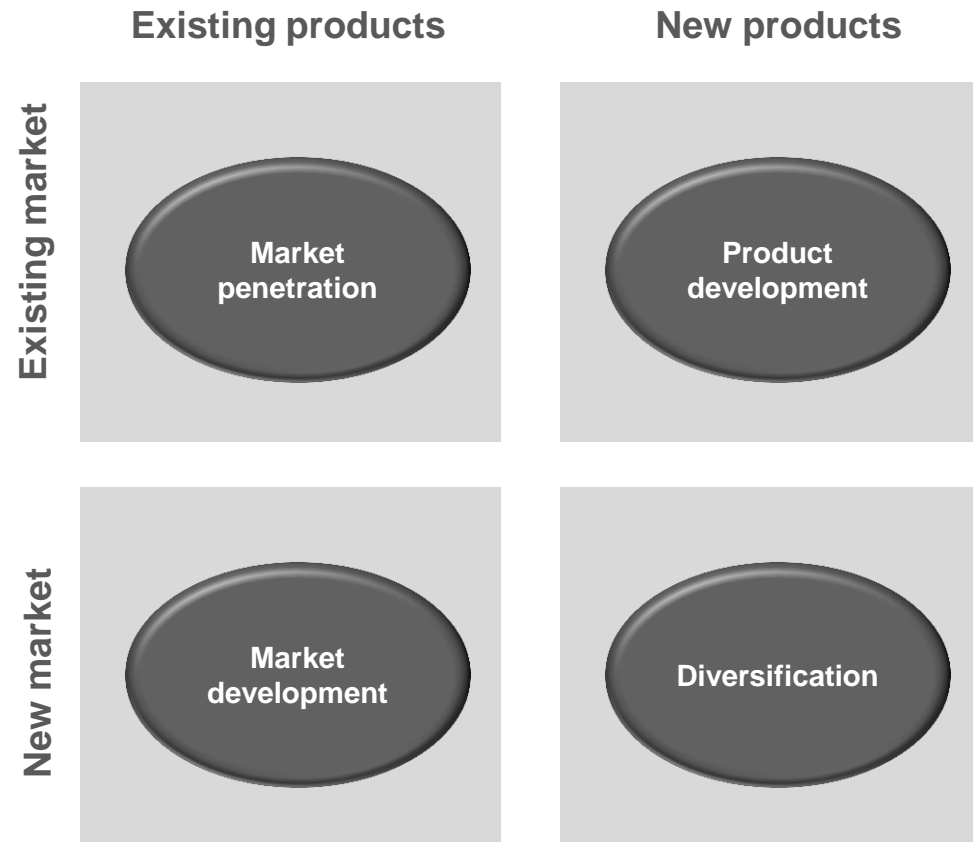 Existing products
New products
Existing market
Market
penetration
Product
development
New market
Market
development
Diversification